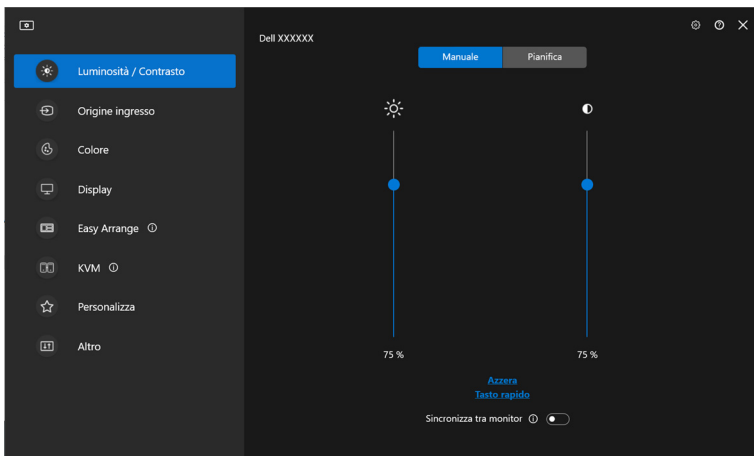 Dell XXXXXX
Luminosità / Contrasto
Origine ingresso
Colore
Display
Easy Arrange
KVM
Personalizza
Altro
Manuale
Pianifica
75 %
75 %
Azzera
Tasto rapido
Sincronizza tra monitor